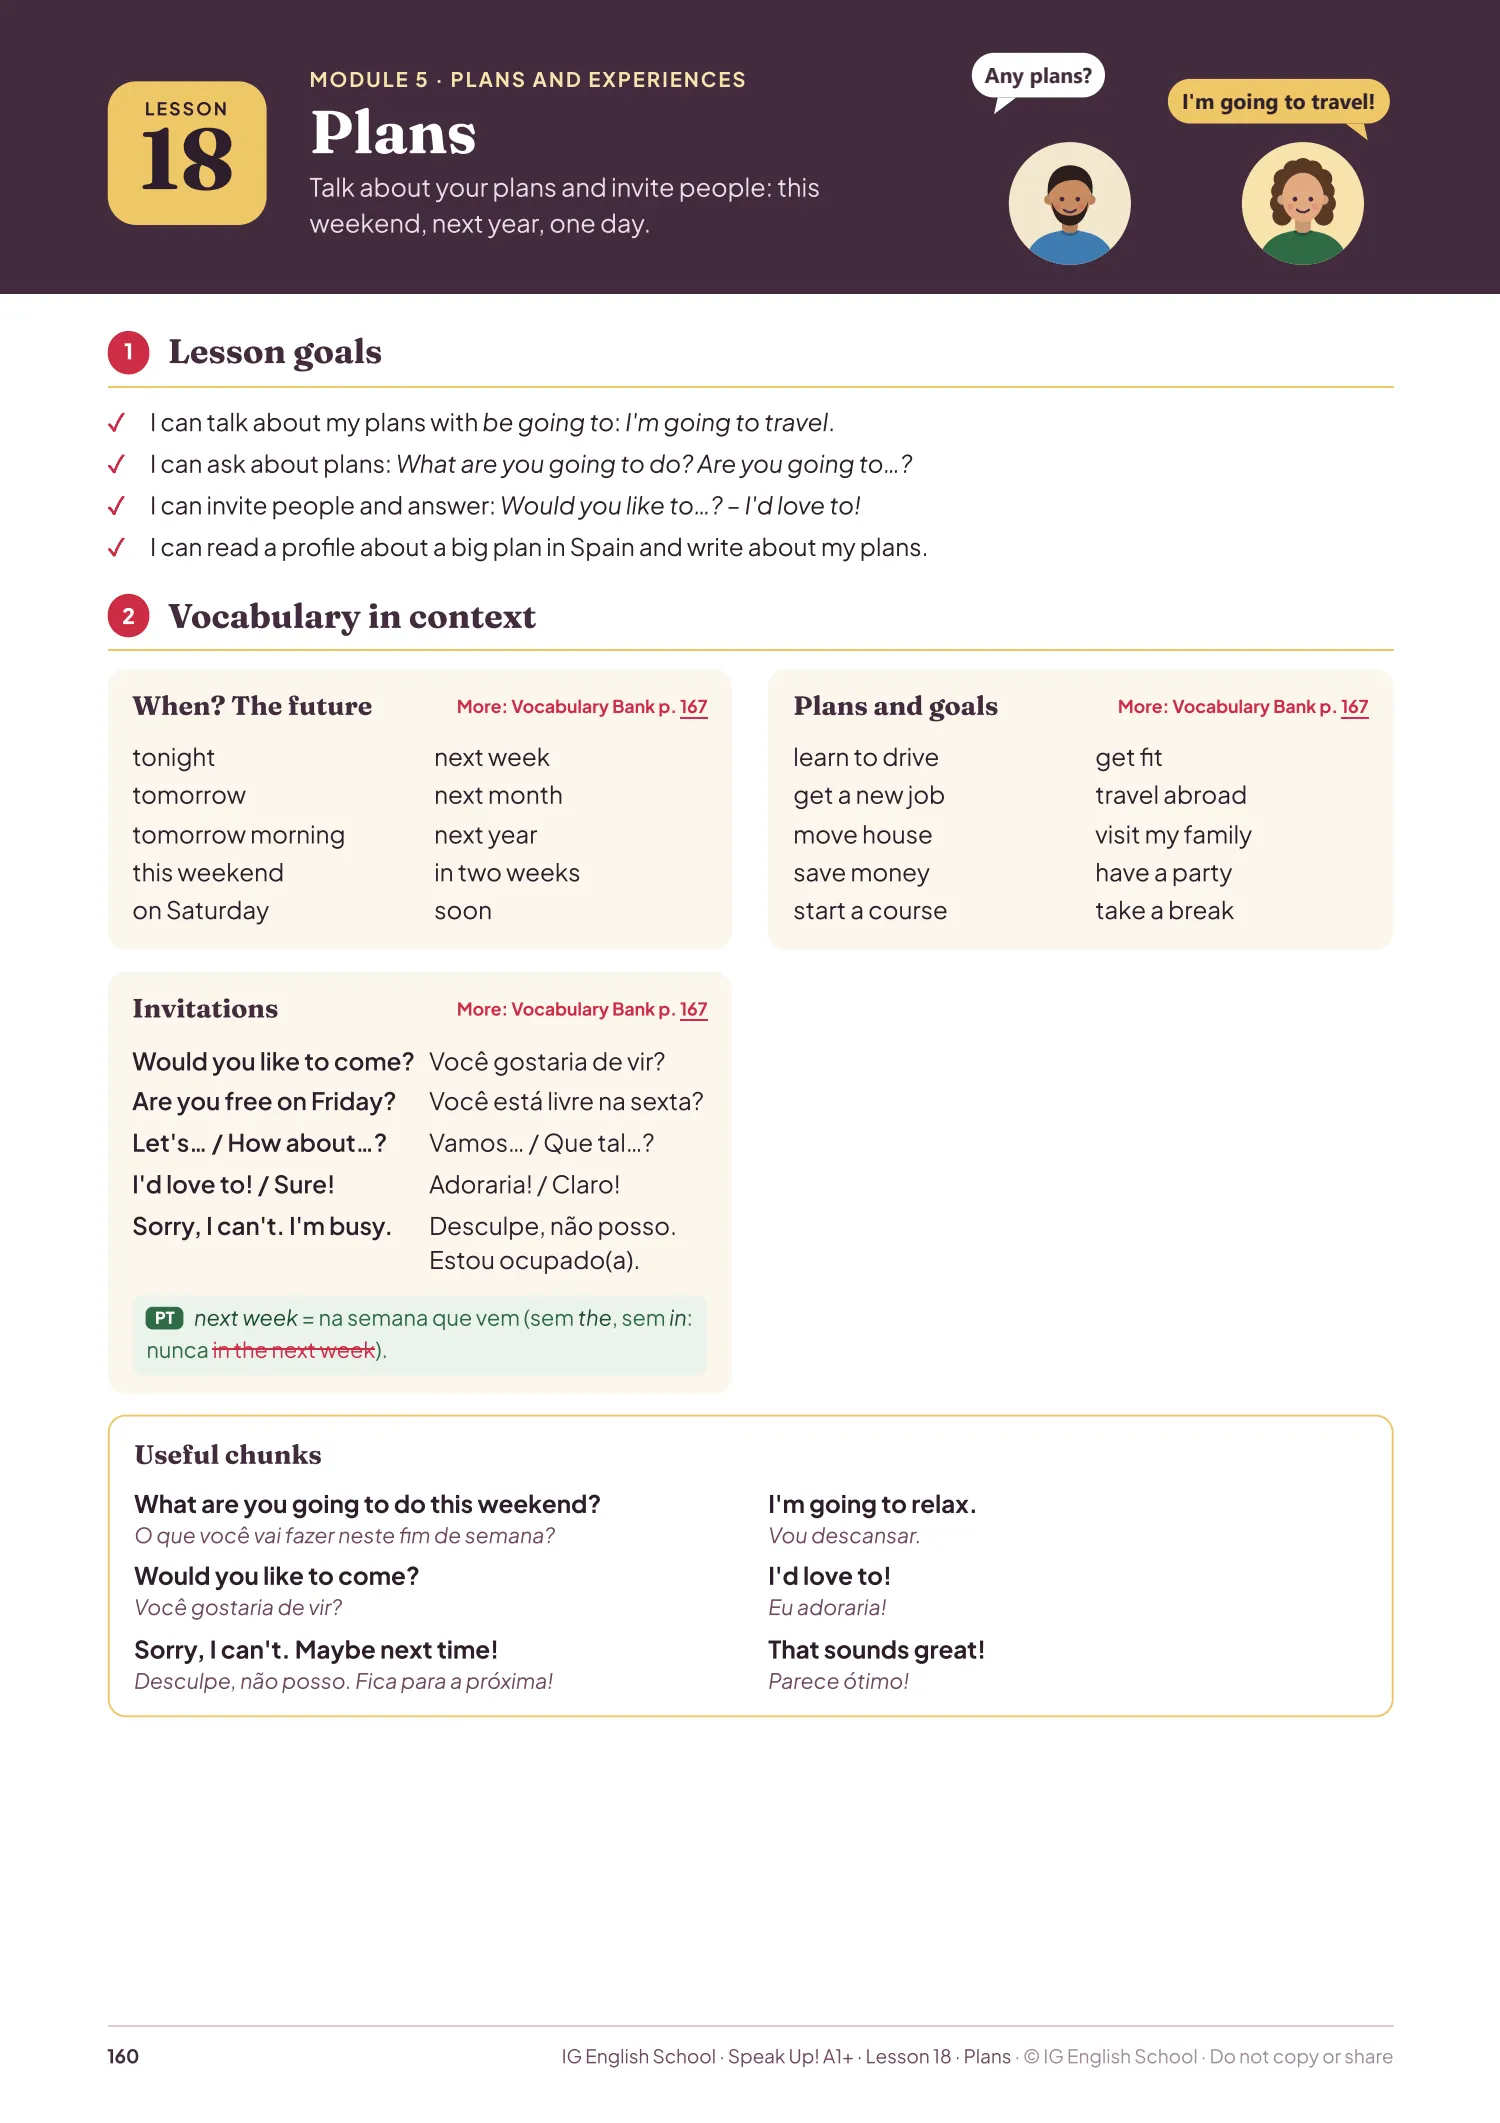 LESSON
18
MODULE 5 · PLANS AND EXPERIENCES
Plans
Talk about your plans and invite people: this
weekend, next year, one day.
Any plans?
I'm going to travel!
1 Lesson goals
✓ I can talk about my plans with be going to: I'm going to travel.
✓ I can ask about plans: What are you going to do? Are you going to…?
✓ I can invite people and answer: Would you like to…? – I'd love to!
✓ I can read a profile about a big plan in Spain and write about my plans.
2 Vocabulary in context
When? The future More: Vocabulary Bank p. 167
tonight
tomorrow
tomorrow morning
this weekend
on Saturday
next week
next month
next year
in two weeks
soon
Plans and goals More: Vocabulary Bank p. 167
learn to drive
get a new job
move house
save money
start a course
get fit
travel abroad
visit my family
have a party
take a break
Invitations More: Vocabulary Bank p. 167
Would you like to come? Você gostaria de vir?
Are you free on Friday? Você está livre na sexta?
Let's… / How about…? Vamos… / Que tal…?
I'd love to! / Sure! Adoraria! / Claro!
Sorry, I can't. I'm busy. Desculpe, não posso.
Estou ocupado(a).
PT next week = na semana que vem (sem the, sem in:
nunca in the next week).
Useful chunks
What are you going to do this weekend?
O que você vai fazer neste fim de semana?
I'm going to relax.
Vou descansar.
Would you like to come?
Você gostaria de vir?
I'd love to!
Eu adoraria!
Sorry, I can't. Maybe next time!
Desculpe, não posso. Fica para a próxima!
That sounds great!
Parece ótimo!
160
IG English School · Speak Up! A1+ · Lesson 18 · Plans · © IG English School · Do not copy or share